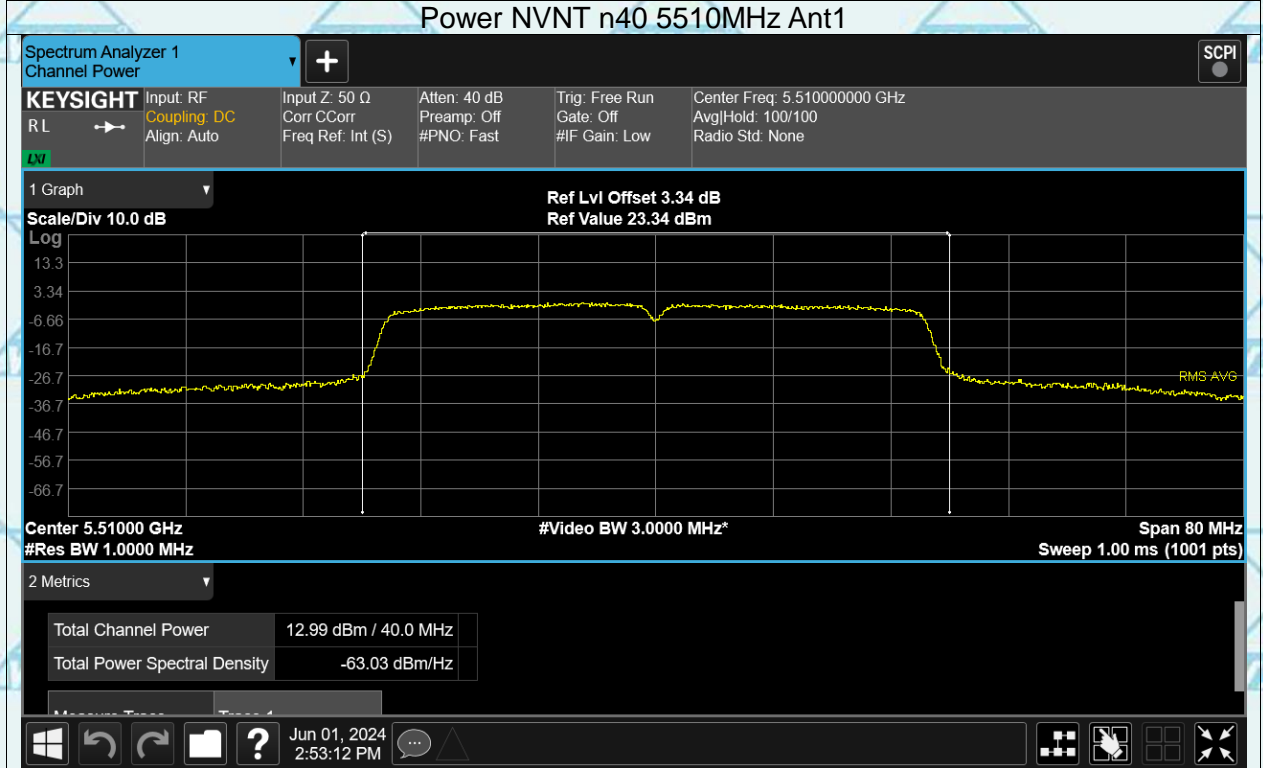 Power NVNT n40 5510MHz Ant1
Spectrum Analyzer 1
Channel Power
SCPI
KEYSIGHT
RL
LXI
Input: RF
Coupling: DC
Align: Auto
Input Z: 50 Ω
Corr CCorr
Freq Ref: Int (S)
Atten: 40 dB
Preamp: Off
#PNO: Fast
Trig: Free Run
Gate: Off
#IF Gain: Low
Center Freq: 5.510000000 GHz
Avg|Hold: 100/100
Radio Std: None
1 Graph
Scale/Div 10.0 dB
Ref Lvl Offset 3.34 dB
Ref Value 23.34 dBm
Log
13.3
3.34
-6.66
-16.7
-26.7
-36.7
-46.7
-56.7
-66.7
RMS AVG
Center 5.51000 GHz
#Video BW 3.0000 MHz*
Span 80 MHz
#Res BW 1.0000 MHz
Sweep 1.00 ms (1001 pts)
2 Metrics
Total Channel Power 12.99 dBm / 40.0 MHz
Total Power Spectral Density -63.03 dBm/Hz
Measure Trace Trace 1
Jun 01, 2024
2:53:12 PM